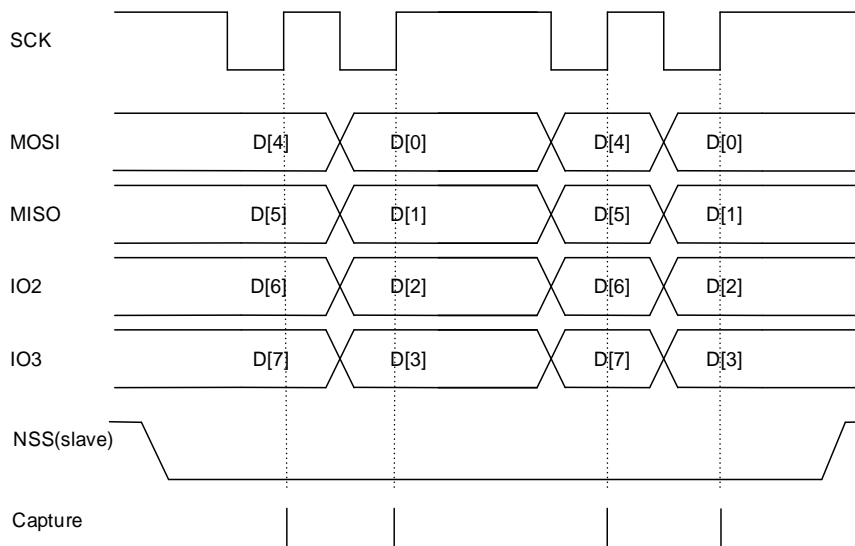 SCK
MOSI D[4] D[0] D[4] D[0]
MISO D[5] D[1] D[5] D[1]
IO2 D[6] D[2] D[6] D[2]
IO3 D[7] D[3] D[7] D[3]
NSS(slave)
Capture